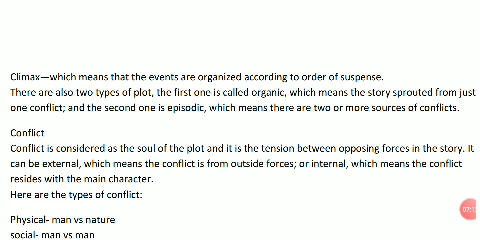 Climax—which means that the events are organized according to order of suspense.
There are also two types of plot, the first one is called organic, which means the story sprouted from just
one conflict; and the second one is episodic, which means there are two or more sources of conflicts.
Conflict
Conflict is considered as the soul of the plot and it is the tension between opposing forces in the story. It
can be external, which means the conflict is from outside forces; or internal, which means the conflict
resides with the main character.
Here are the types of conflict:
Physical- man vs nature
social- man vs man